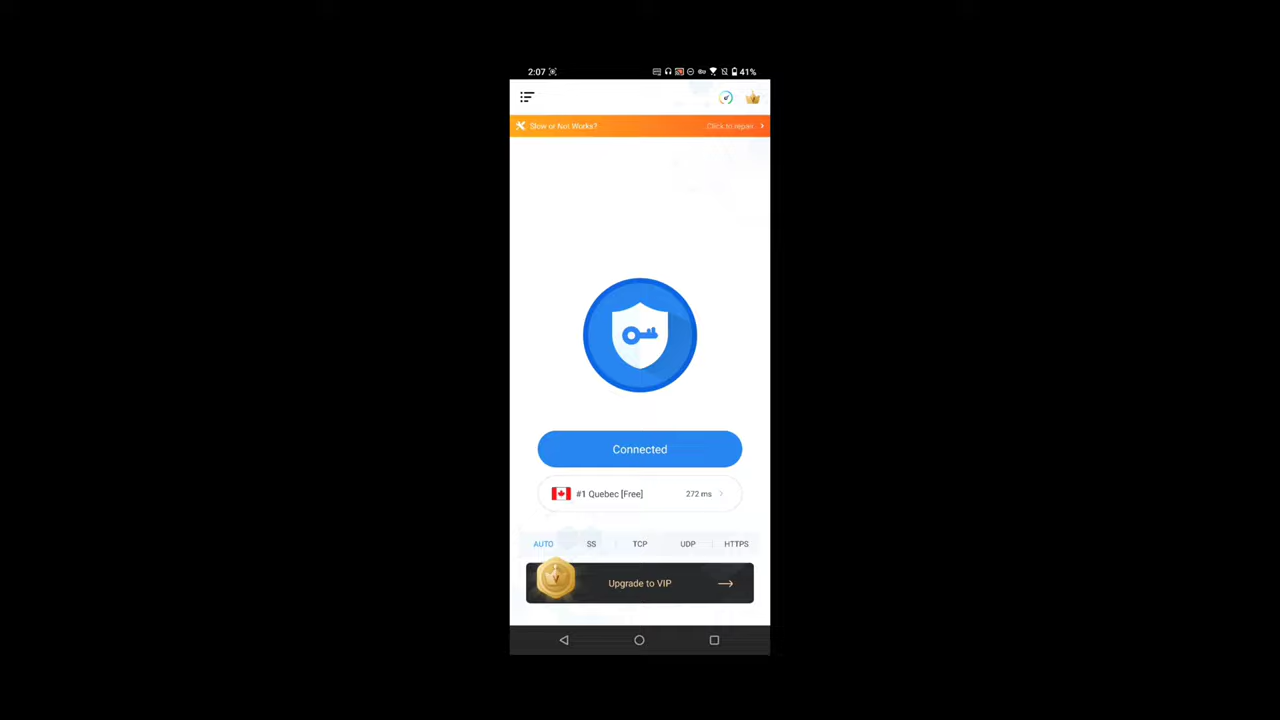 2:07 41%
Slow or Not Works? Click to repair
Connected
#1 Quebec [Free] 272 ms
AUTO SS TCP UDP HTTPS
Upgrade to VIP